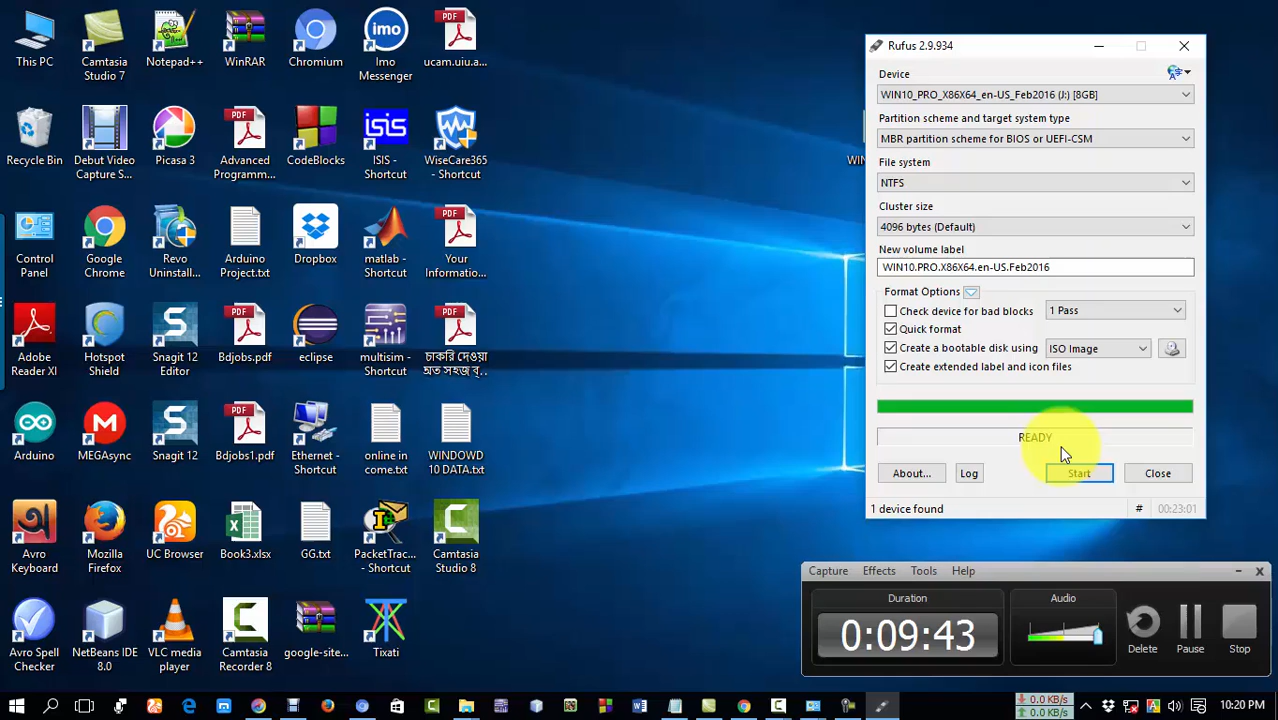 This PC
Camtasia
Studio 7
Notepad++
WinRAR
Chromium
imo
Imo
Messenger
PDF
ucam.uiu.a...
Recycle Bin
Debut Video
Capture S...
Picasa 3
PDF
Advanced
Programm...
CodeBlocks
isis
ISIS -
Shortcut
WiseCare365
- Shortcut
Control
Panel
Google
Chrome
Revo
Uninstall...
Arduino
Project.txt
Dropbox
matlab -
Shortcut
PDF
Your
Informatio...
Adobe
Reader XI
Hotspot
Shield
Snagit 12
Editor
PDF
Bdjobs.pdf
eclipse
multisim -
Shortcut
PDF
চাকরি দেওয়া
অত সহজ ব্...
Arduino
MEGAsync
Snagit 12
PDF
Bdjobs1.pdf
Ethernet -
Shortcut
online in
come.txt
WINDOWD
10 DATA.txt
Avro
Keyboard
Mozilla
Firefox
UC Browser
Book3.xlsx
GG.txt
PacketTrac...
- Shortcut
Camtasia
Studio 8
Avro Spell
Checker
NetBeans IDE
8.0
VLC media
player
Camtasia
Recorder 8
google-site...
Tixati
WIN
Rufus 2.9.934
Device
WIN10_PRO_X86X64_en-US_Feb2016 (J:) [8GB]
Partition scheme and target system type
MBR partition scheme for BIOS or UEFI-CSM
File system
NTFS
Cluster size
4096 bytes (Default)
New volume label
WIN10.PRO.X86X64.en-US.Feb2016
Format Options
Check device for bad blocks
1 Pass
Quick format
Create a bootable disk using
ISO Image
Create extended label and icon files
READY
About...
Log
Start
Close
1 device found
#
00:23:01
Capture
Effects
Tools
Help
Duration
Audio
0:09:43
Delete
Pause
Stop
0.0 KB/s
0.0 KB/s
10:20 PM